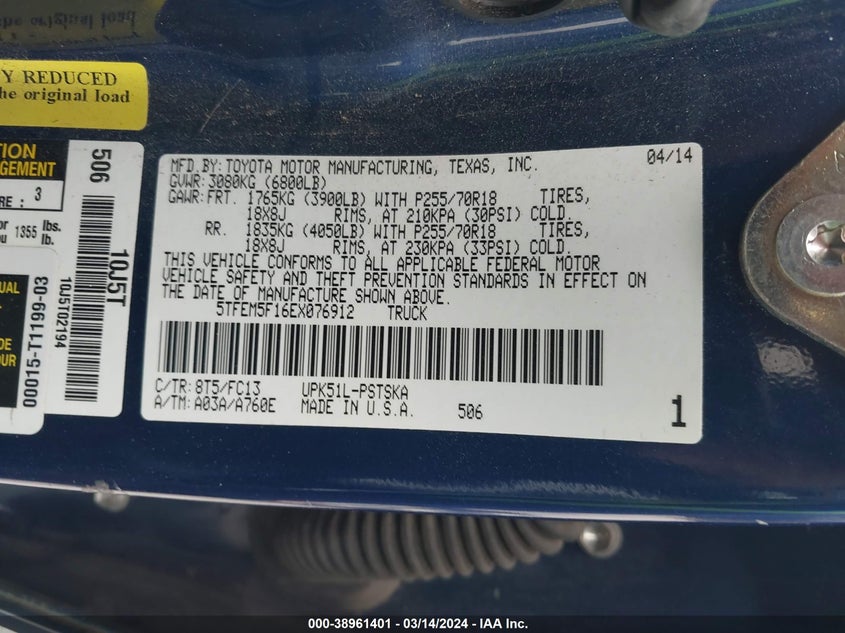 Y REDUCED
he original load
TION
AGEMENT
RE : 3
or 1355 lbs.
lb.
506
10J5T
10J5T02194
00015-T1199-03
UAL
OUR
MFD.BY: TOYOTA MOTOR MANUFACTURING, TEXAS, INC. 04/14
GVWR: 3080KG (6800LB)
GAWR: FRT. 1765KG (3900LB) WITH P255/70R18 TIRES,
18X8J RIMS, AT 210KPA (30PSI) COLD.
RR. 1835KG (4050LB) WITH P255/70R18 TIRES,
18X8J RIMS, AT 230KPA (33PSI) COLD.
THIS VEHICLE CONFORMS TO ALL APPLICABLE FEDERAL MOTOR
VEHICLE SAFETY AND THEFT PREVENTION STANDARDS IN EFFECT ON
THE DATE OF MANUFACTURE SHOWN ABOVE.
5TFEM5F16EX076912 TRUCK
C/TR: 8T5/FC13 UPK51L-PSTSKA
A/TM: A03A/A760E MADE IN U.S.A. 506
1
000-38961401 - 03/14/2024 - IAA Inc.